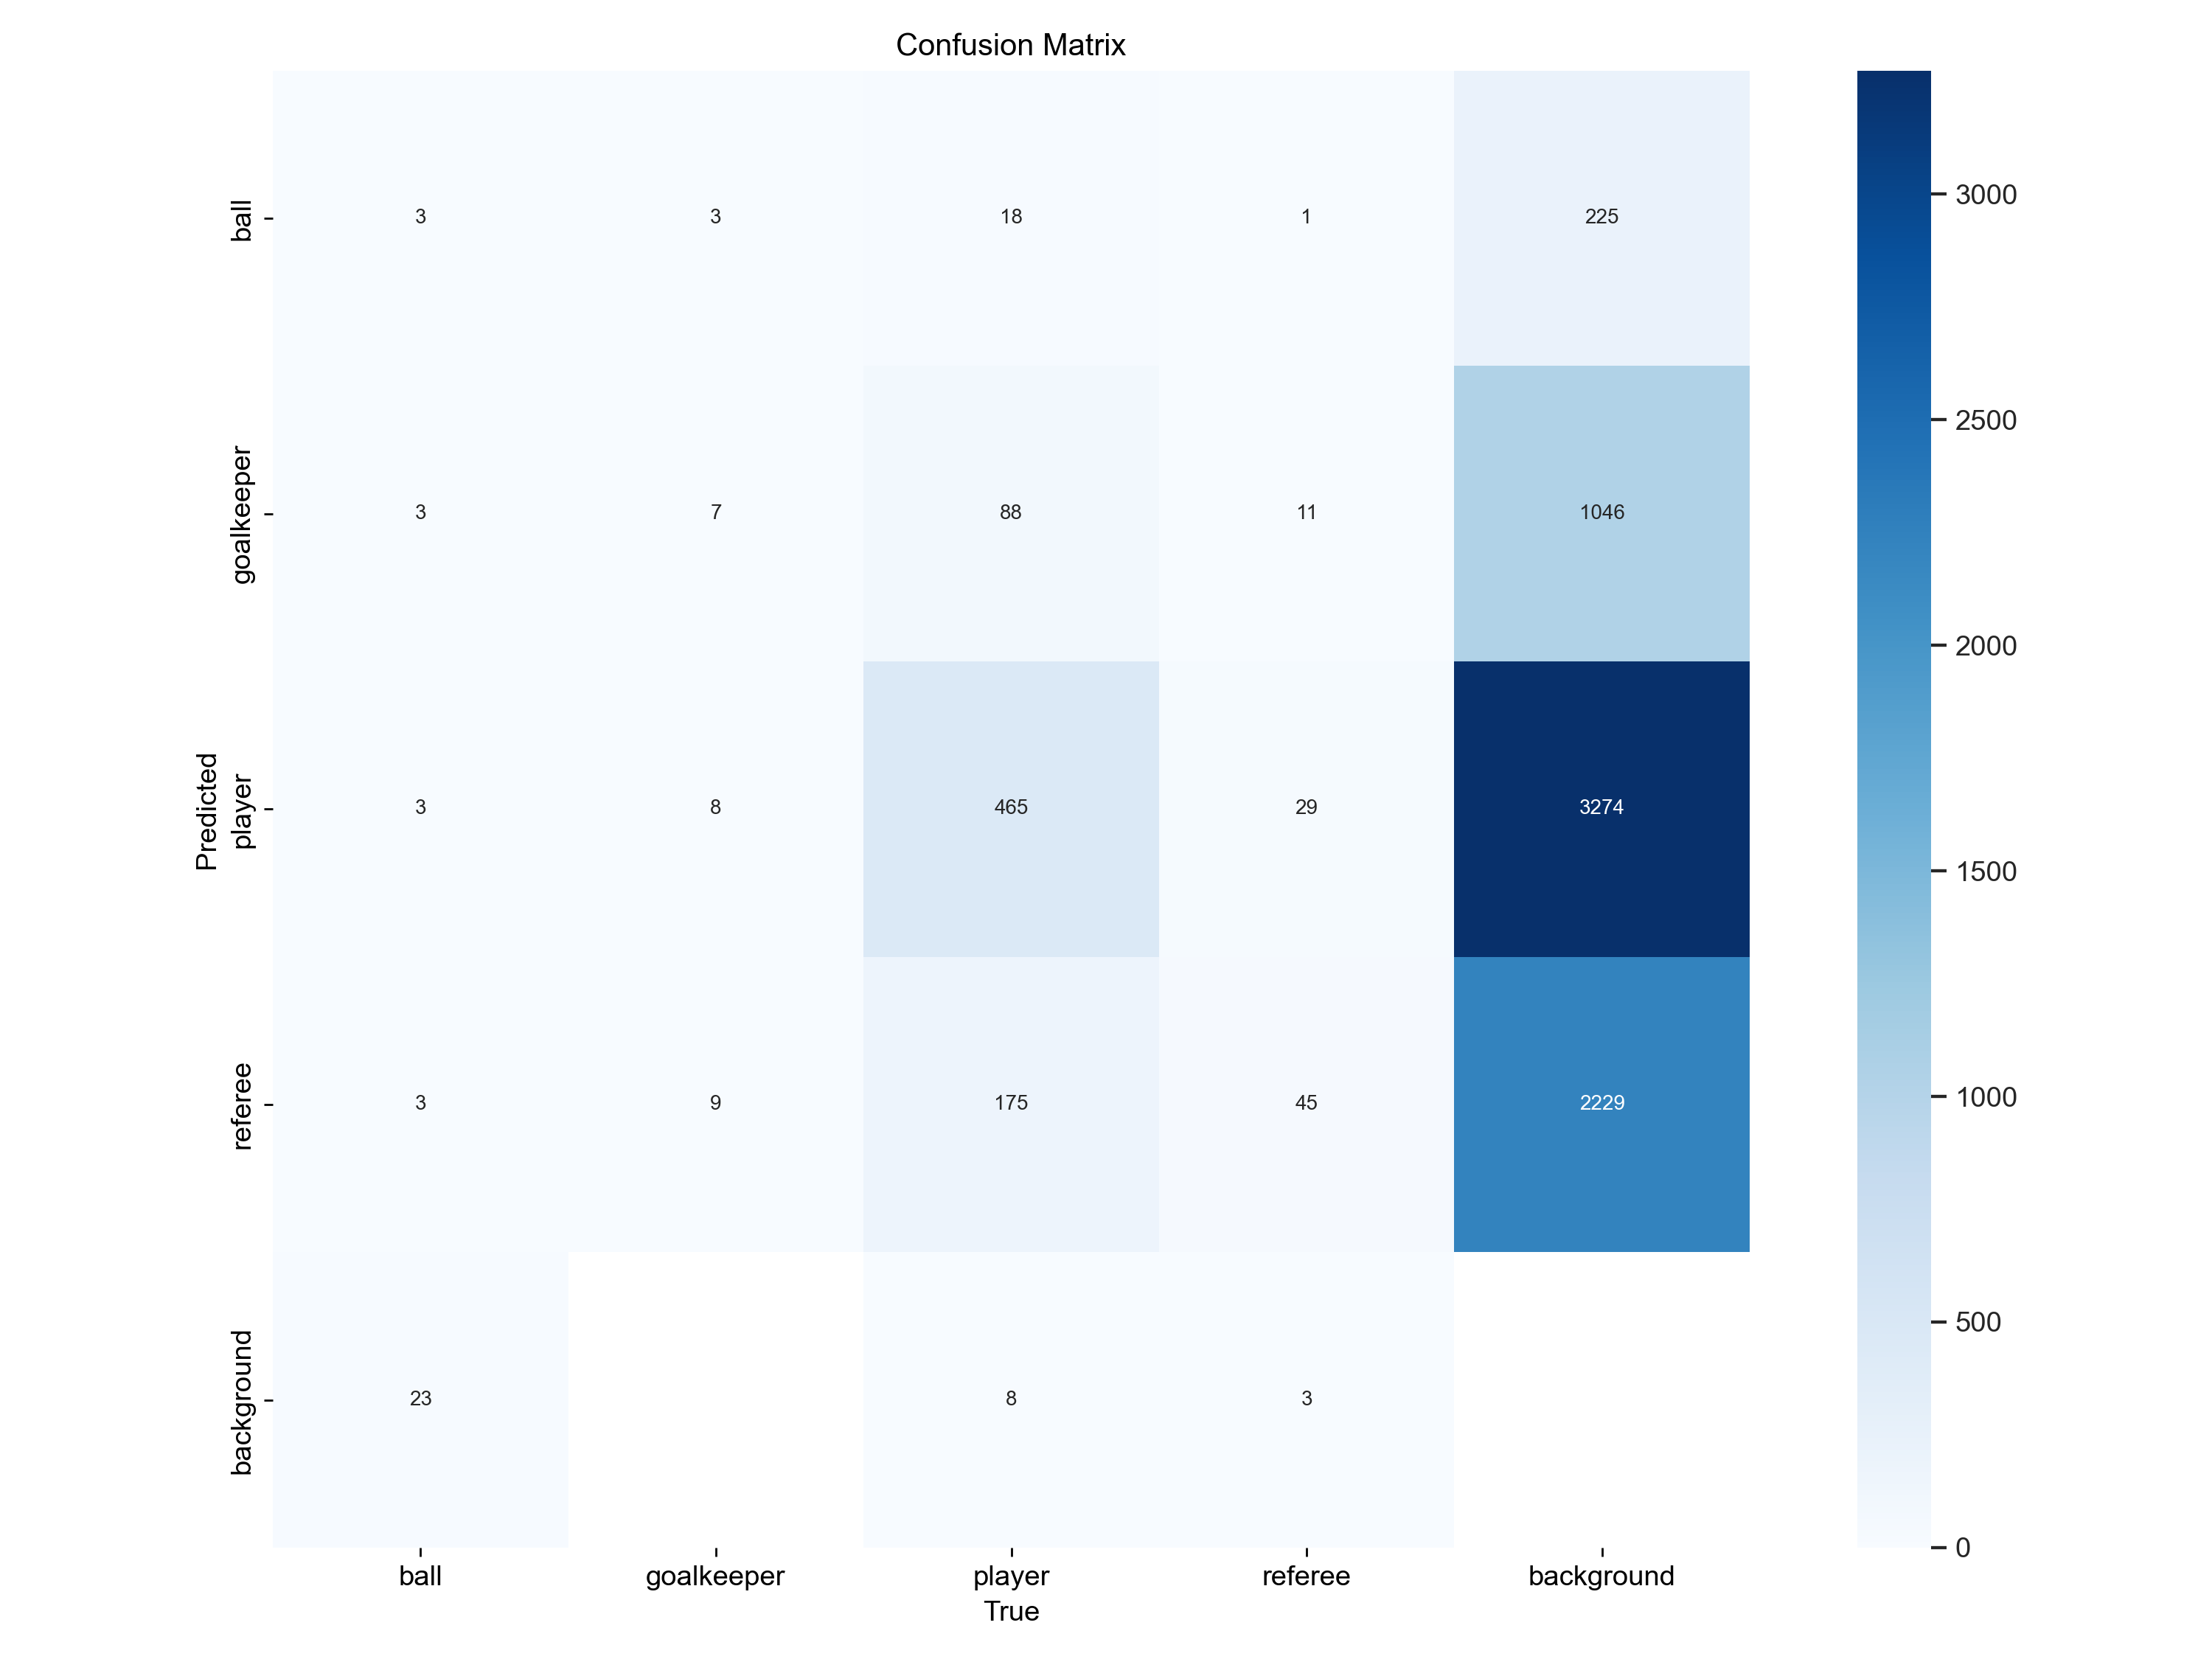 Confusion Matrix
ball 3 3 18 1 225
goalkeeper 3 7 88 11 1046
Predicted
player 3 8 465 29 3274
referee 3 9 175 45 2229
background 23 8 3
ball goalkeeper player referee background
True
3000
2500
2000
1500
1000
500
0